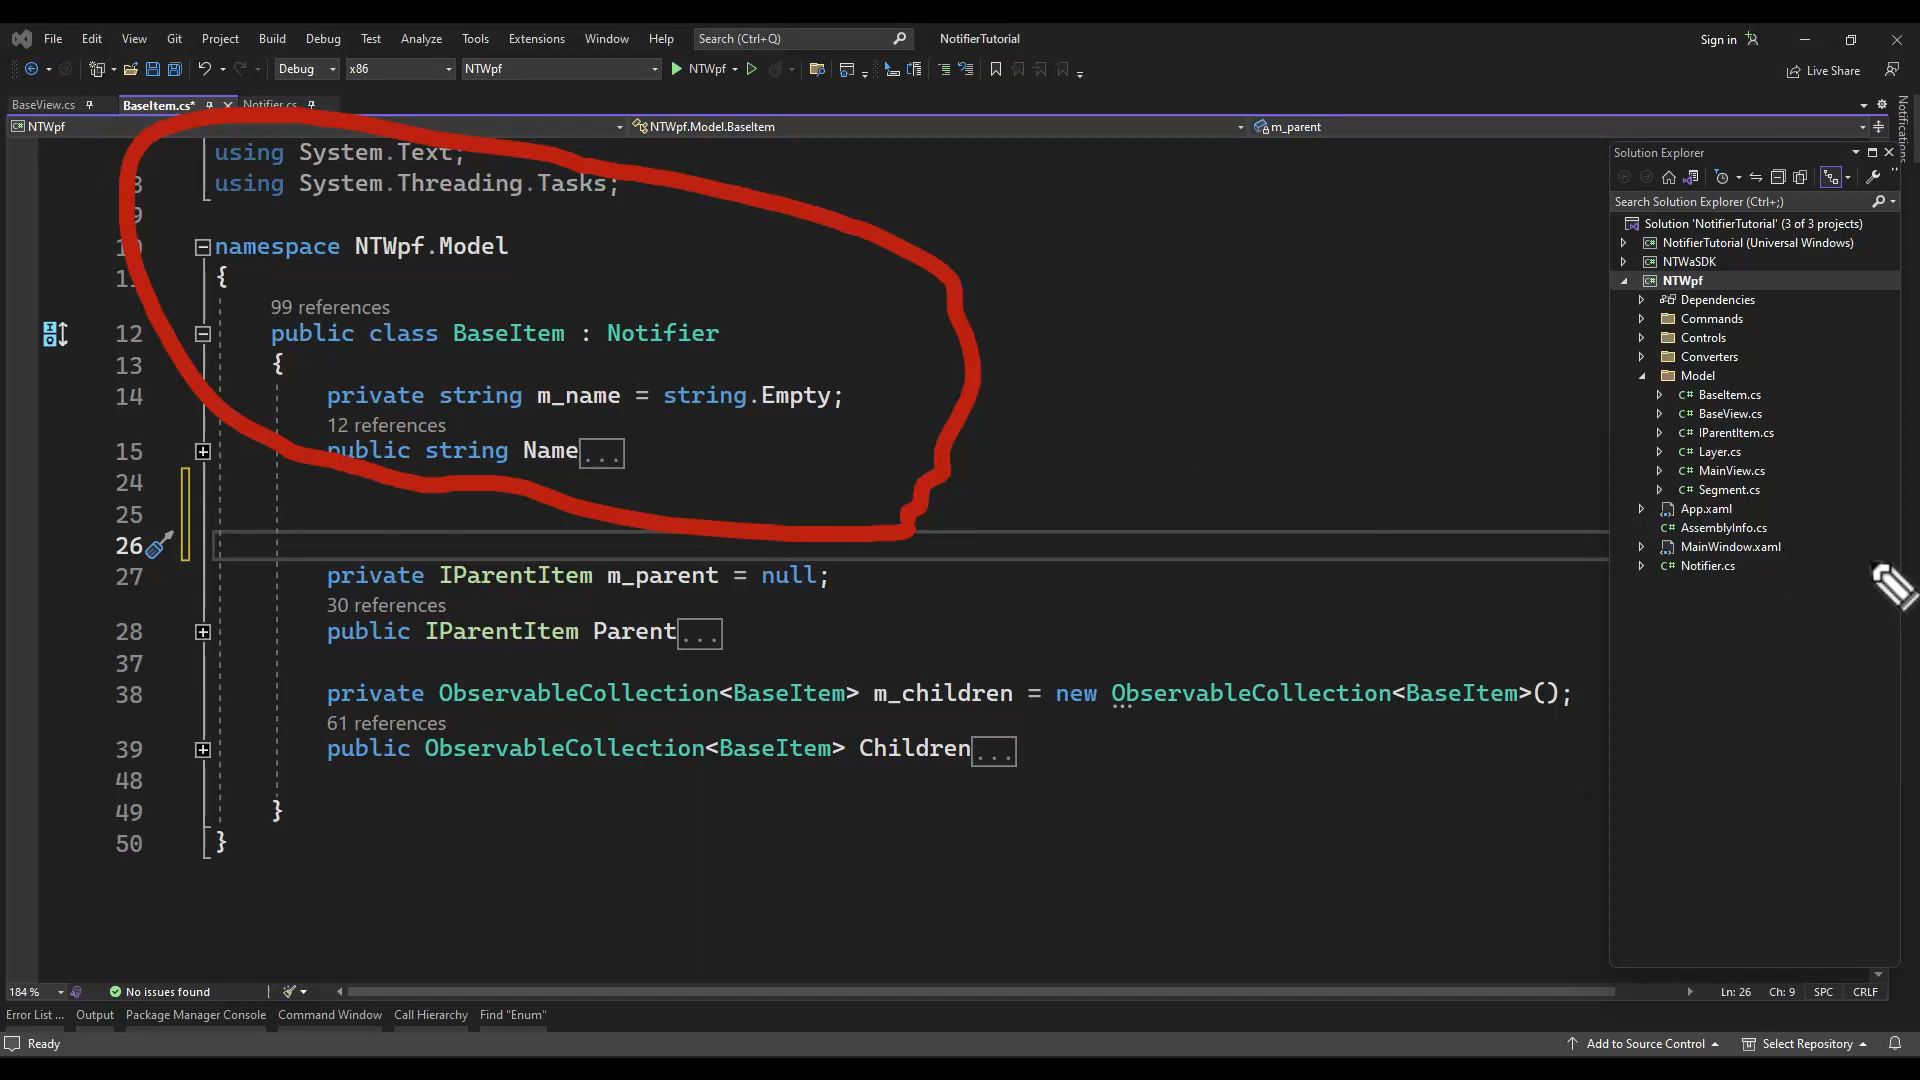 File Edit View Git Project Build Debug Test Analyze Tools Extensions Window Help Search (Ctrl+Q) NotifierTutorial Sign in
Debug x86 NTWpf NTWpf Live Share
BaseView.cs BaseItem.cs* Notifier.cs
NTWpf NTWpf.Model.BaseItem m_parent
Notifications
using System.Text;
8 using System.Threading.Tasks;
9
10 namespace NTWpf.Model
11 {
99 references
12 public class BaseItem : Notifier
13 {
14 private string m_name = string.Empty;
12 references
15 public string Name...
24
25
26
27 private IParentItem m_parent = null;
30 references
28 public IParentItem Parent...
37
38 private ObservableCollection<BaseItem> m_children = new ObservableCollection<BaseItem>();
61 references
39 public ObservableCollection<BaseItem> Children...
48
49 }
50 }
Solution Explorer
Search Solution Explorer (Ctrl+;)
Solution 'NotifierTutorial' (3 of 3 projects)
C# NotifierTutorial (Universal Windows)
C# NTWaSDK
C# NTWpf
Dependencies
Commands
Controls
Converters
Model
C# BaseItem.cs
C# BaseView.cs
C# IParentItem.cs
C# Layer.cs
C# MainView.cs
C# Segment.cs
App.xaml
C# AssemblyInfo.cs
MainWindow.xaml
C# Notifier.cs
184 % No issues found Ln: 26 Ch: 9 SPC CRLF
Error List ... Output Package Manager Console Command Window Call Hierarchy Find "Enum"
Ready Add to Source Control Select Repository